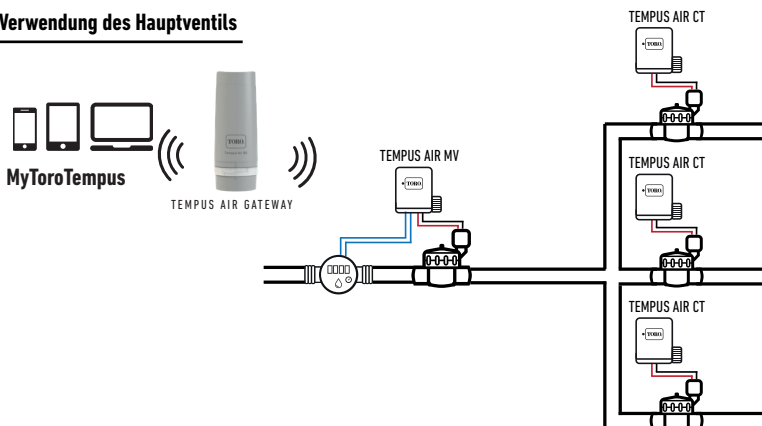 Verwendung des Hauptventils
TEMPUS AIR CT
TORO
TORO
MyToroTempus
TEMPUS AIR GATEWAY
TEMPUS AIR MV
TORO
TEMPUS AIR CT
TORO
TEMPUS AIR CT
TORO